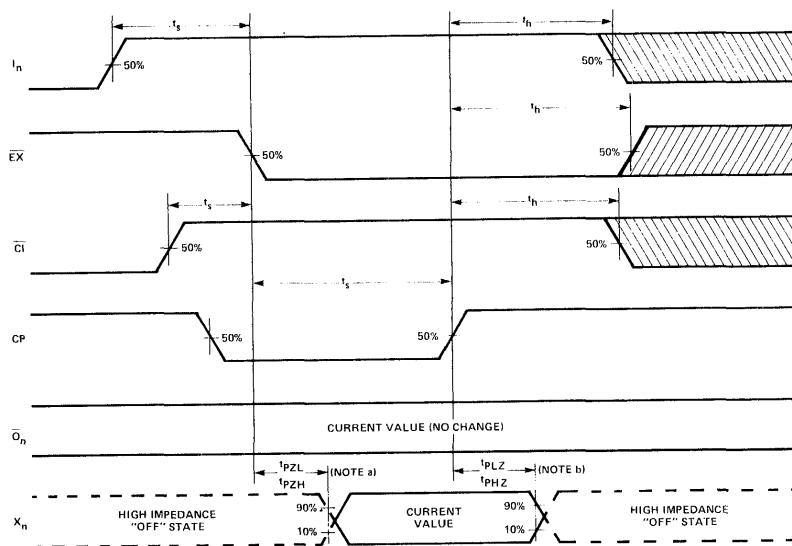 ts
th
In
50%
50%
th
EX
50%
50%
ts
th
CI
50%
50%
ts
CP
50%
50%
On
CURRENT VALUE (NO CHANGE)
tPZL
tPZH
(NOTE a)
tPLZ
tPHZ
(NOTE b)
Xn
HIGH IMPEDANCE
"OFF" STATE
90%
10%
CURRENT
VALUE
90%
10%
HIGH IMPEDANCE
"OFF" STATE